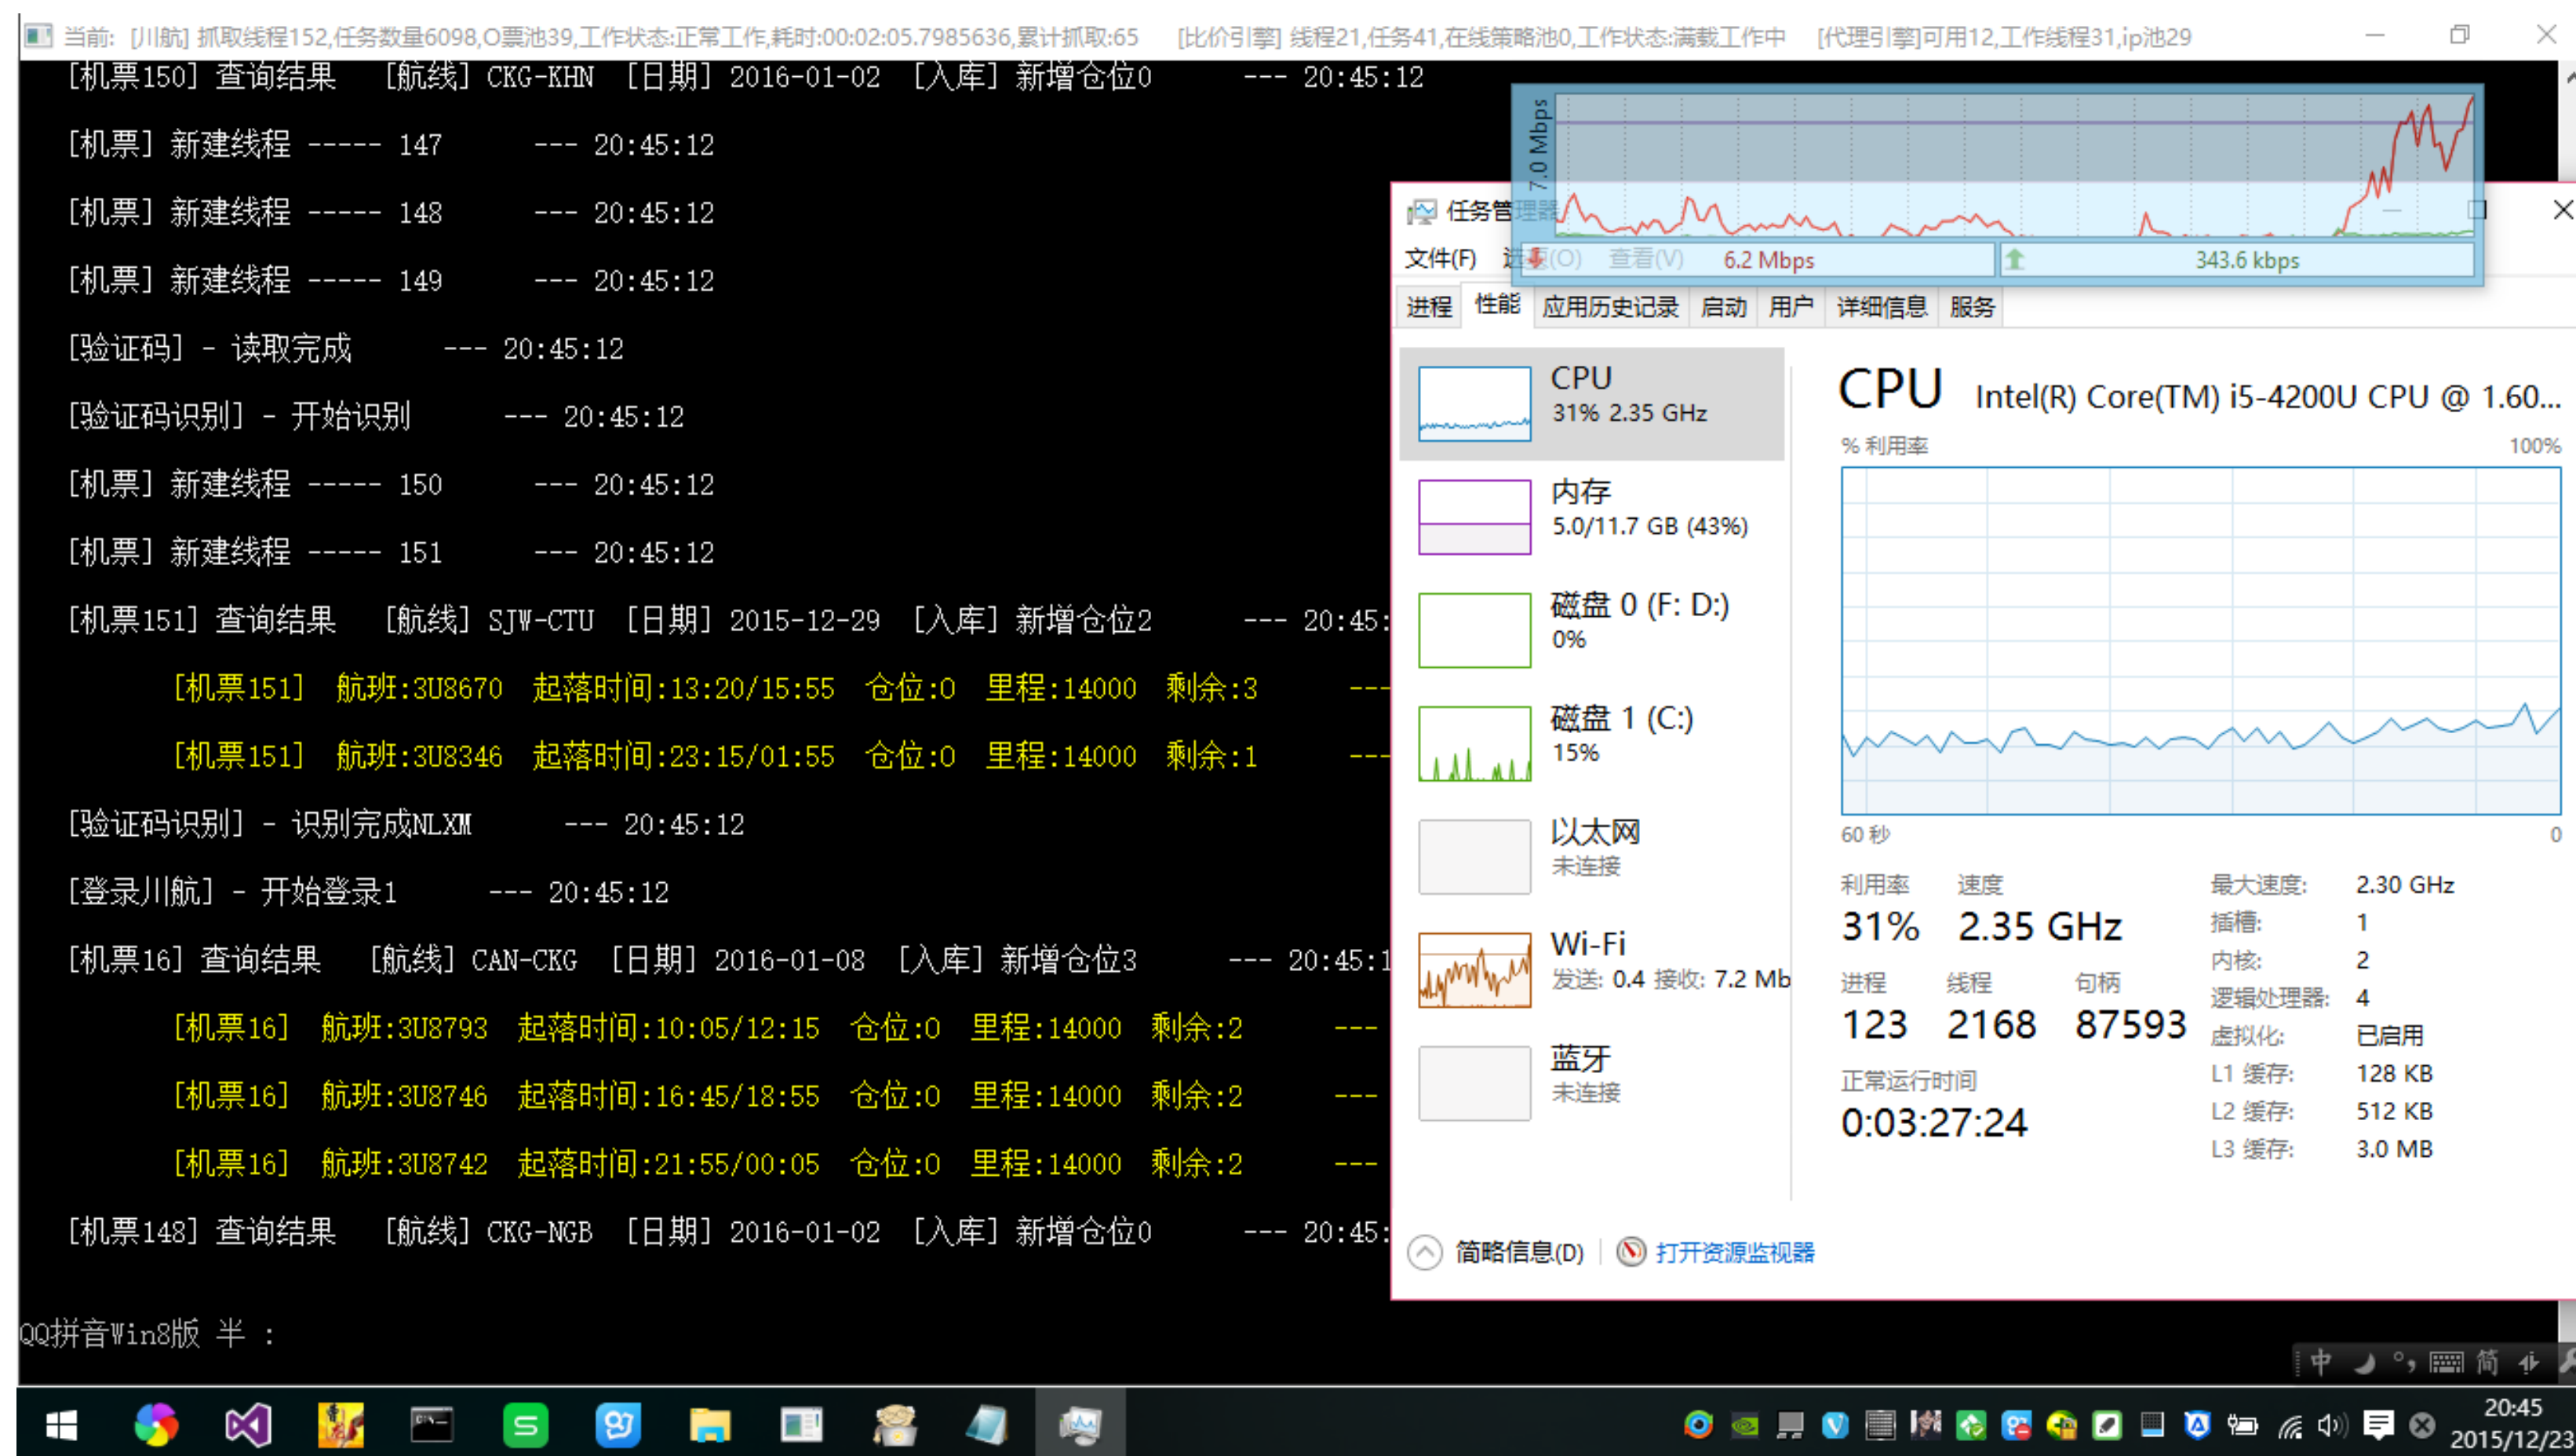 当前: [川航] 抓取线程152,任务数量6098,O票池39,工作状态:正常工作,耗时:00:02:05.7985636,累计抓取:65 [比价引擎] 线程21,任务41,在线策略池0,工作状态:满载工作中 [代理引擎]可用12,工作线程31,ip池29
[机票150] 查询结果 [航线] CKG-KHN [日期] 2016-01-02 [入库] 新增仓位0 --- 20:45:12
[机票] 新建线程 ----- 147 --- 20:45:12
[机票] 新建线程 ----- 148 --- 20:45:12
[机票] 新建线程 ----- 149 --- 20:45:12
[验证码] - 读取完成 --- 20:45:12
[验证码识别] - 开始识别 --- 20:45:12
[机票] 新建线程 ----- 150 --- 20:45:12
[机票] 新建线程 ----- 151 --- 20:45:12
[机票151] 查询结果 [航线] SJW-CTU [日期] 2015-12-29 [入库] 新增仓位2 --- 20:45:
[机票151] 航班:3U8670 起落时间:13:20/15:55 仓位:O 里程:14000 剩余:3 ---
[机票151] 航班:3U8346 起落时间:23:15/01:55 仓位:O 里程:14000 剩余:1 ---
[验证码识别] - 识别完成NLXM --- 20:45:12
[登录川航] - 开始登录1 --- 20:45:12
[机票16] 查询结果 [航线] CAN-CKG [日期] 2016-01-08 [入库] 新增仓位3 --- 20:45:1
[机票16] 航班:3U8793 起落时间:10:05/12:15 仓位:O 里程:14000 剩余:2 ---
[机票16] 航班:3U8746 起落时间:16:45/18:55 仓位:O 里程:14000 剩余:2 ---
[机票16] 航班:3U8742 起落时间:21:55/00:05 仓位:O 里程:14000 剩余:2 ---
[机票148] 查询结果 [航线] CKG-NGB [日期] 2016-01-02 [入库] 新增仓位0 --- 20:45:
QQ拼音Win8版 半 :
7.0 Mbps
6.2 Mbps 343.6 kbps
任务管理器
文件(F) 选项(O) 查看(V)
进程 性能 应用历史记录 启动 用户 详细信息 服务
CPU
31% 2.35 GHz
内存
5.0/11.7 GB (43%)
磁盘 0 (F: D:)
0%
磁盘 1 (C:)
15%
以太网
未连接
Wi-Fi
发送: 0.4 接收: 7.2 Mb
蓝牙
未连接
CPU Intel(R) Core(TM) i5-4200U CPU @ 1.60...
% 利用率 100%
60 秒 0
利用率 速度
31% 2.35 GHz
进程 线程 句柄
123 2168 87593
正常运行时间
0:03:27:24
最大速度: 2.30 GHz
插槽: 1
内核: 2
逻辑处理器: 4
虚拟化: 已启用
L1 缓存: 128 KB
L2 缓存: 512 KB
L3 缓存: 3.0 MB
简略信息(D) 打开资源监视器
中 简
20:45
2015/12/23